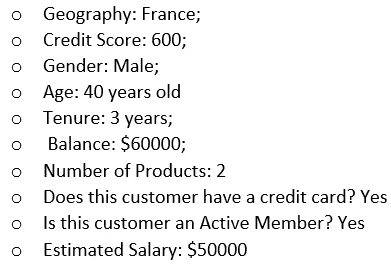 o Geography: France;
o Credit Score: 600;
o Gender: Male;
o Age: 40 years old
o Tenure: 3 years;
o Balance: $60000;
o Number of Products: 2
o Does this customer have a credit card? Yes
o Is this customer an Active Member? Yes
o Estimated Salary: $50000